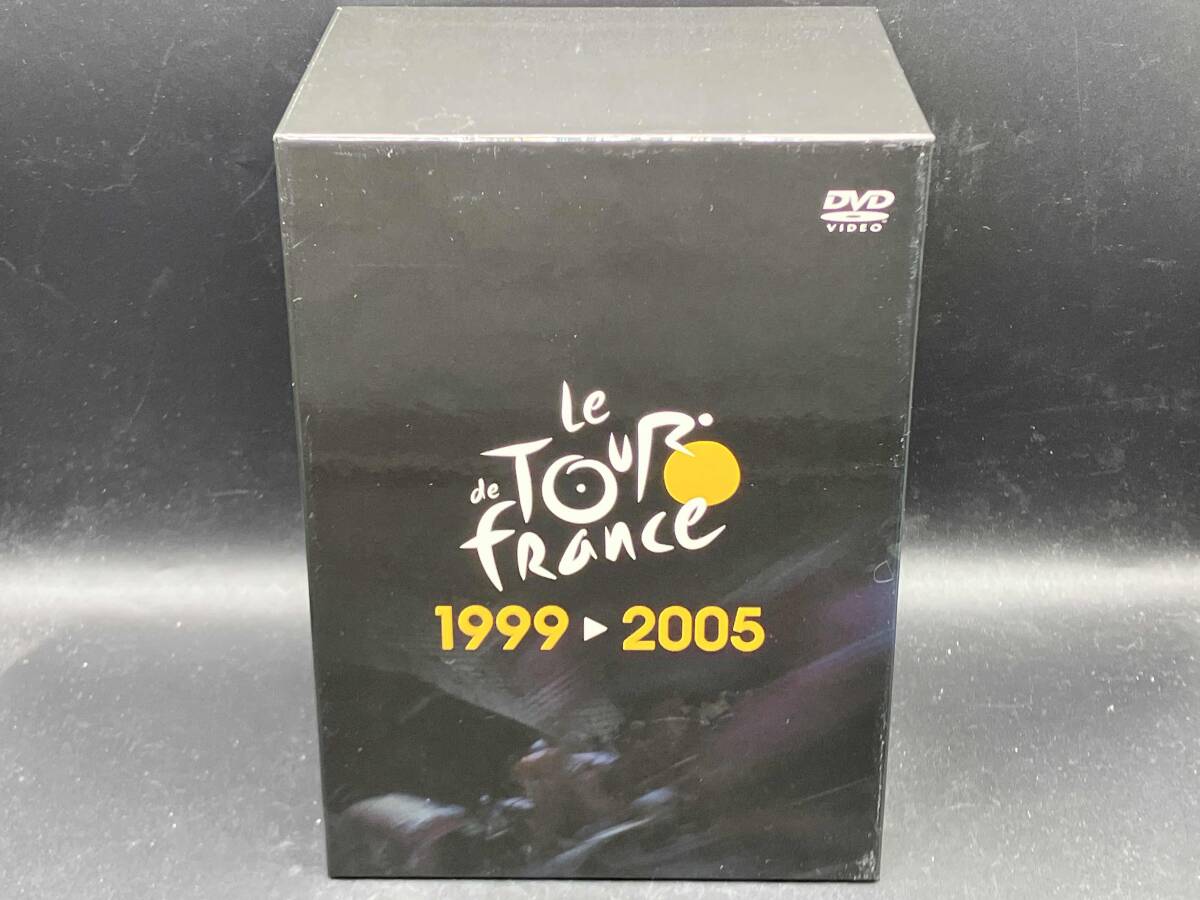 DVD
VIDEO
Le
de TOUR
france
1999 ▶ 2005